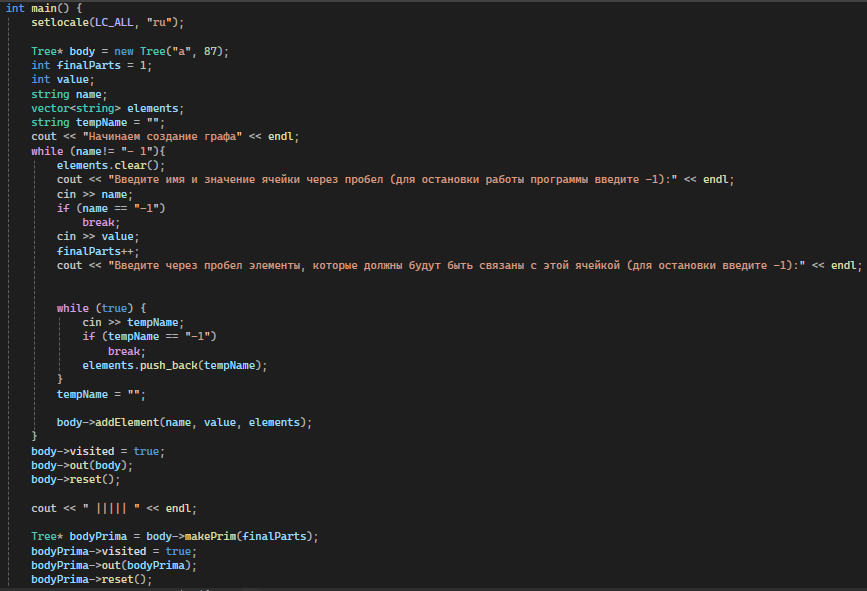 int main() {
setlocale(LC_ALL, "ru");
Tree* body = new Tree("a", 87);
int finalParts = 1;
int value;
string name;
vector<string> elements;
string tempName = "";
cout << "Начинаем создание графа" << endl;
while (name!= "- 1"){
elements.clear();
cout << "Введите имя и значение ячейки через пробел (для остановки работы программы введите -1):" << endl;
cin >> name;
if (name == "-1")
break;
cin >> value;
finalParts++;
cout << "Введите через пробел элементы, которые должны будут быть связаны с этой ячейкой (для остановки введите -1):" << endl;
while (true) {
cin >> tempName;
if (tempName == "-1")
break;
elements.push_back(tempName);
}
tempName = "";
body->addElement(name, value, elements);
}
body->visited = true;
body->out(body);
body->reset();
cout << " ||||| " << endl;
Tree* bodyPrima = body->makePrim(finalParts);
bodyPrima->visited = true;
bodyPrima->out(bodyPrima);
bodyPrima->reset();